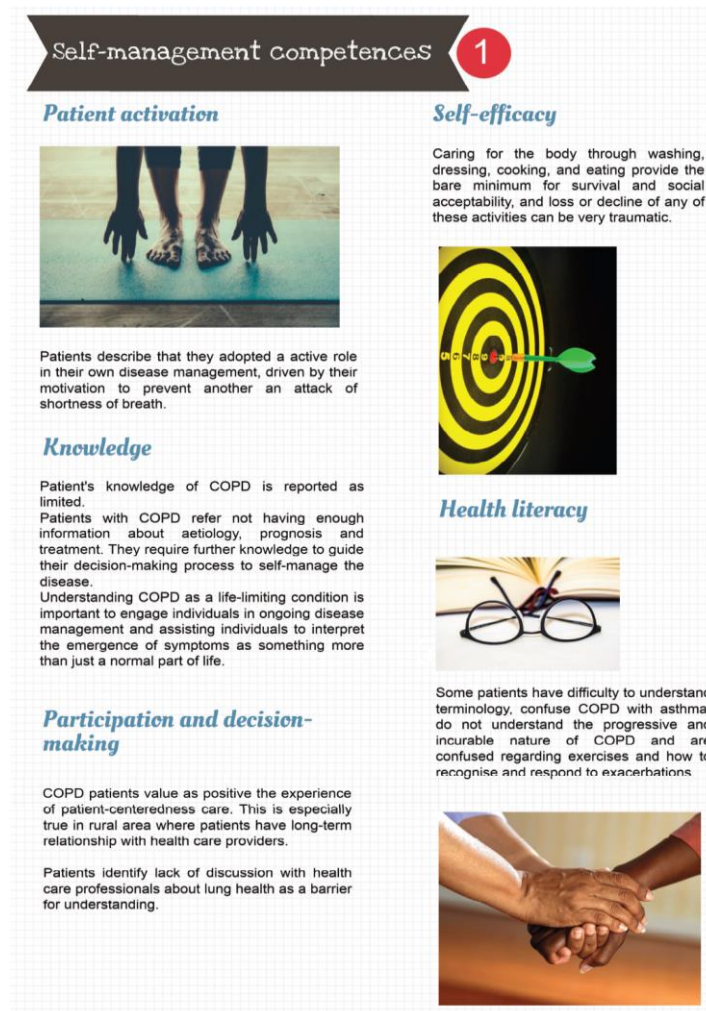 Self-management competences 1
Patient activation
Patients describe that they adopted a active role
in their own disease management, driven by their
motivation to prevent another an attack of
shortness of breath.
Knowledge
Patient's knowledge of COPD is reported as
limited.
Patients with COPD refer not having enough
information about aetiology, prognosis and
treatment. They require further knowledge to guide
their decision-making process to self-manage the
disease.
Understanding COPD as a life-limiting condition is
important to engage individuals in ongoing disease
management and assisting individuals to interpret
the emergence of symptoms as something more
than just a normal part of life.
Participation and decision-
making
COPD patients value as positive the experience
of patient-centeredness care. This is especially
true in rural area where patients have long-term
relationship with health care providers.
Patients identify lack of discussion with health
care professionals about lung health as a barrier
for understanding.
Self-efficacy
Caring for the body through washing,
dressing, cooking, and eating provide the
bare minimum for survival and social
acceptability, and loss or decline of any of
these activities can be very traumatic.
5 6 7 8 9
Health literacy
Some patients have difficulty to understand
terminology, confuse COPD with asthma
do not understand the progressive and
incurable nature of COPD and are
confused regarding exercises and how to
recognise and respond to exacerbations